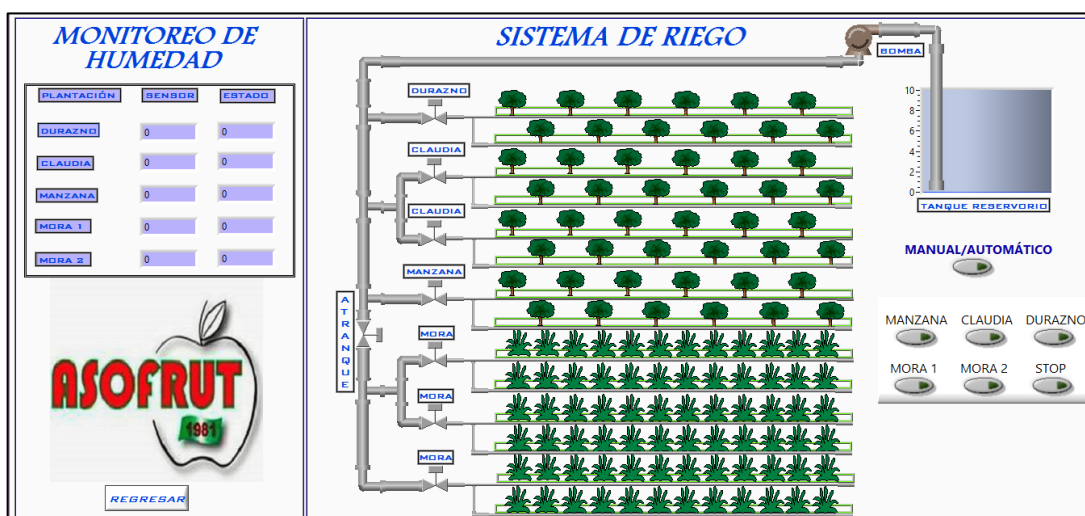 MONITOREO DE
HUMEDAD
PLANTACIÓN SENSOR ESTADO
DURAZNO 0 0
CLAUDIA 0 0
MANZANA 0 0
MORA 1 0 0
MORA 2 0 0
ASOFRUT
1981
REGRESAR
SISTEMA DE RIEGO
BOMBA
DURAZNO
CLAUDIA
CLAUDIA
MANZANA
ATRANQUE
MORA
MORA
MORA
10
8
6
4
2
0
TANQUE RESERVORIO
MANUAL/AUTOMÁTICO
MANZANA CLAUDIA DURAZNO
MORA 1 MORA 2 STOP